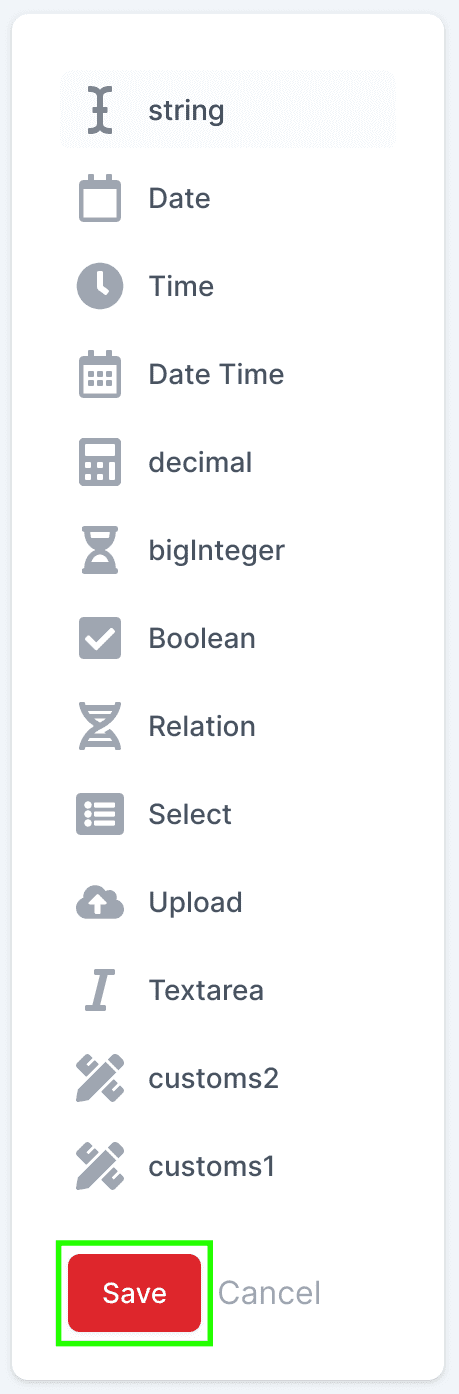 string
Date
Time
Date Time
decimal
bigInteger
Boolean
Relation
Select
Upload
Textarea
customs2
customs1
Save Cancel